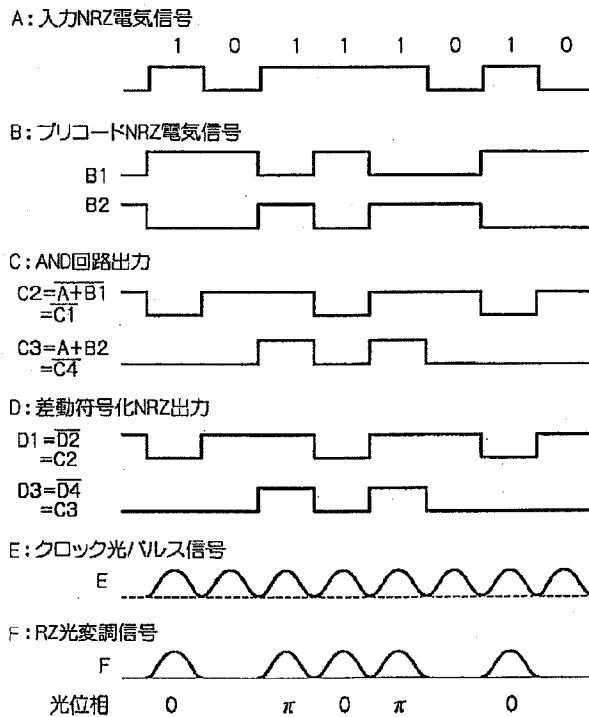 A:入力NRZ電気信号
1 0 1 1 1 0 1 0
B:プリコードNRZ電気信号
B1
B2
C:AND回路出力
C2=A+B1
=C1
C3=A+B2
=C4
D:差動符号化NRZ出力
D1=D2
=C2
D3=D4
=C3
E:クロック光パルス信号
E
F:RZ光変調信号
F
光位相 0 π 0 π 0